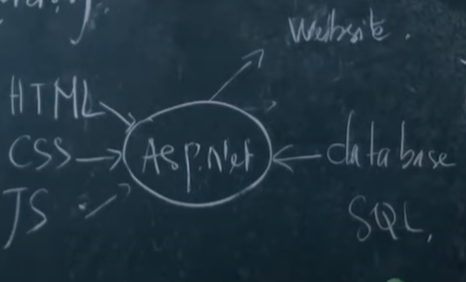 Website.
HTML
CSS
Asp.Net
database
JS
SQL,